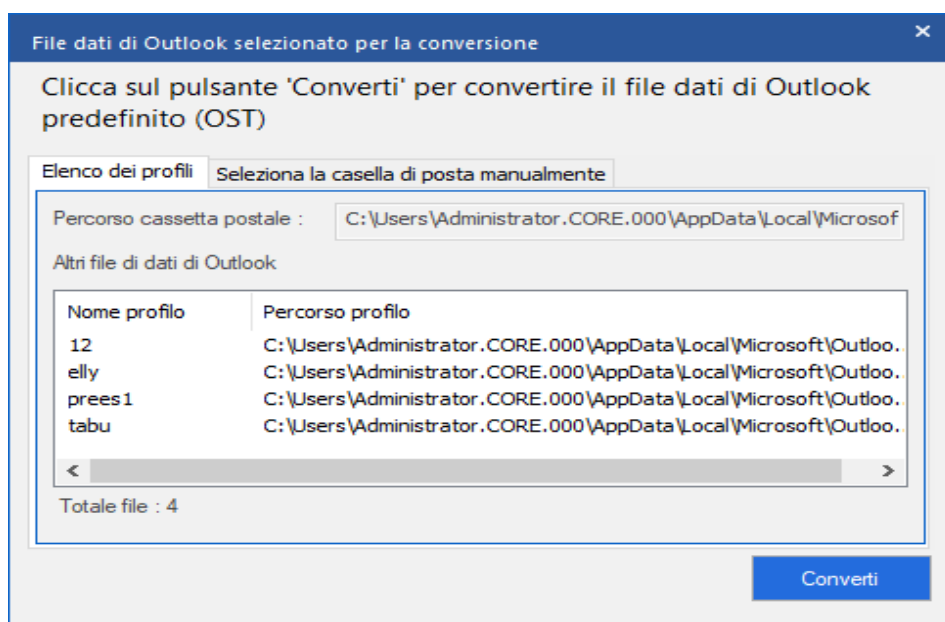 File dati di Outlook selezionato per la conversione
Clicca sul pulsante 'Converti' per convertire il file dati di Outlook
predefinito (OST)
Elenco dei profili Seleziona la casella di posta manualmente
Percorso cassetta postale : C:\Users\Administrator.CORE.000\AppData\Local\Microsof
Altri file di dati di Outlook
Nome profilo Percorso profilo
12 C:\Users\Administrator.CORE.000\AppData\Local\Microsoft\Outloo..
elly C:\Users\Administrator.CORE.000\AppData\Local\Microsoft\Outloo..
prees1 C:\Users\Administrator.CORE.000\AppData\Local\Microsoft\Outloo..
tabu C:\Users\Administrator.CORE.000\AppData\Local\Microsoft\Outloo..
Totale file : 4
Converti